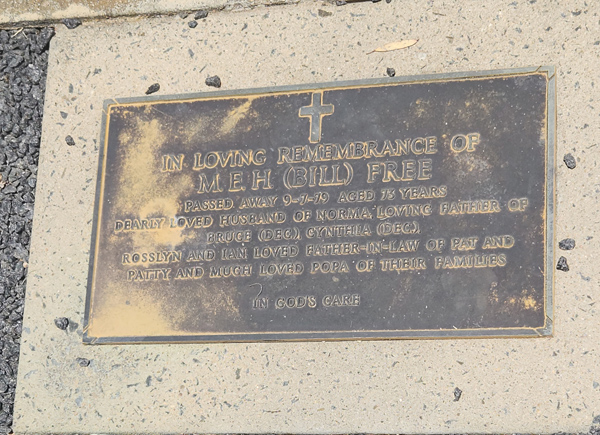 IN LOVING REMEMBRANCE OF
M. E. H. (BILL) FREE
PASSED AWAY 9-7-79 AGED 73 YEARS
DEARLY LOVED HUSBAND OF NORMA LOVING FATHER OF
BRUCE (DEC.), CYNTHIA (DEC.),
ROSSLYN AND IAN, LOVED FATHER-IN-LAW OF PAT AND
PATTY AND MUCH LOVED POPA OF THEIR FAMILIES
IN GOD'S CARE